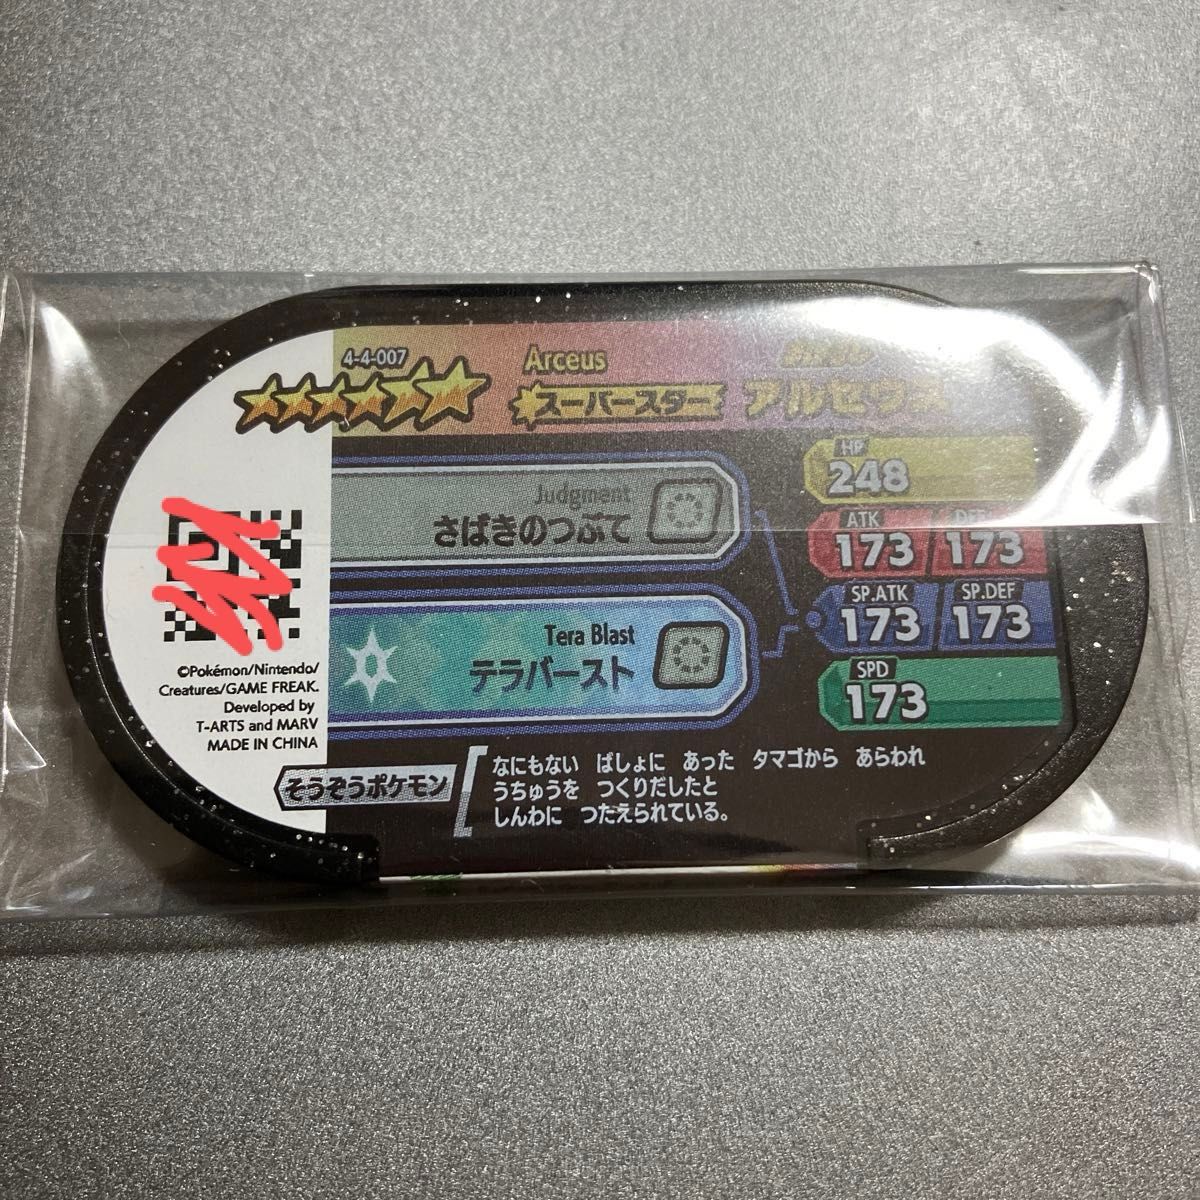 4-4-007
Arceus
スーパースター
アルセウス
HP
248
ATK
173
DEF
173
SP.ATK
173
SP.DEF
173
SPD
173
Judgment
さばきのつぶて
Tera Blast
テラバースト
©Pokémon/Nintendo/
Creatures/GAME FREAK.
Developed by
T-ARTS and MARV
MADE IN CHINA
そうぞうポケモン
なにもない ばしょに あった タマゴから あらわれ
うちゅうを つくりだしたと
しんわに つたえられている。